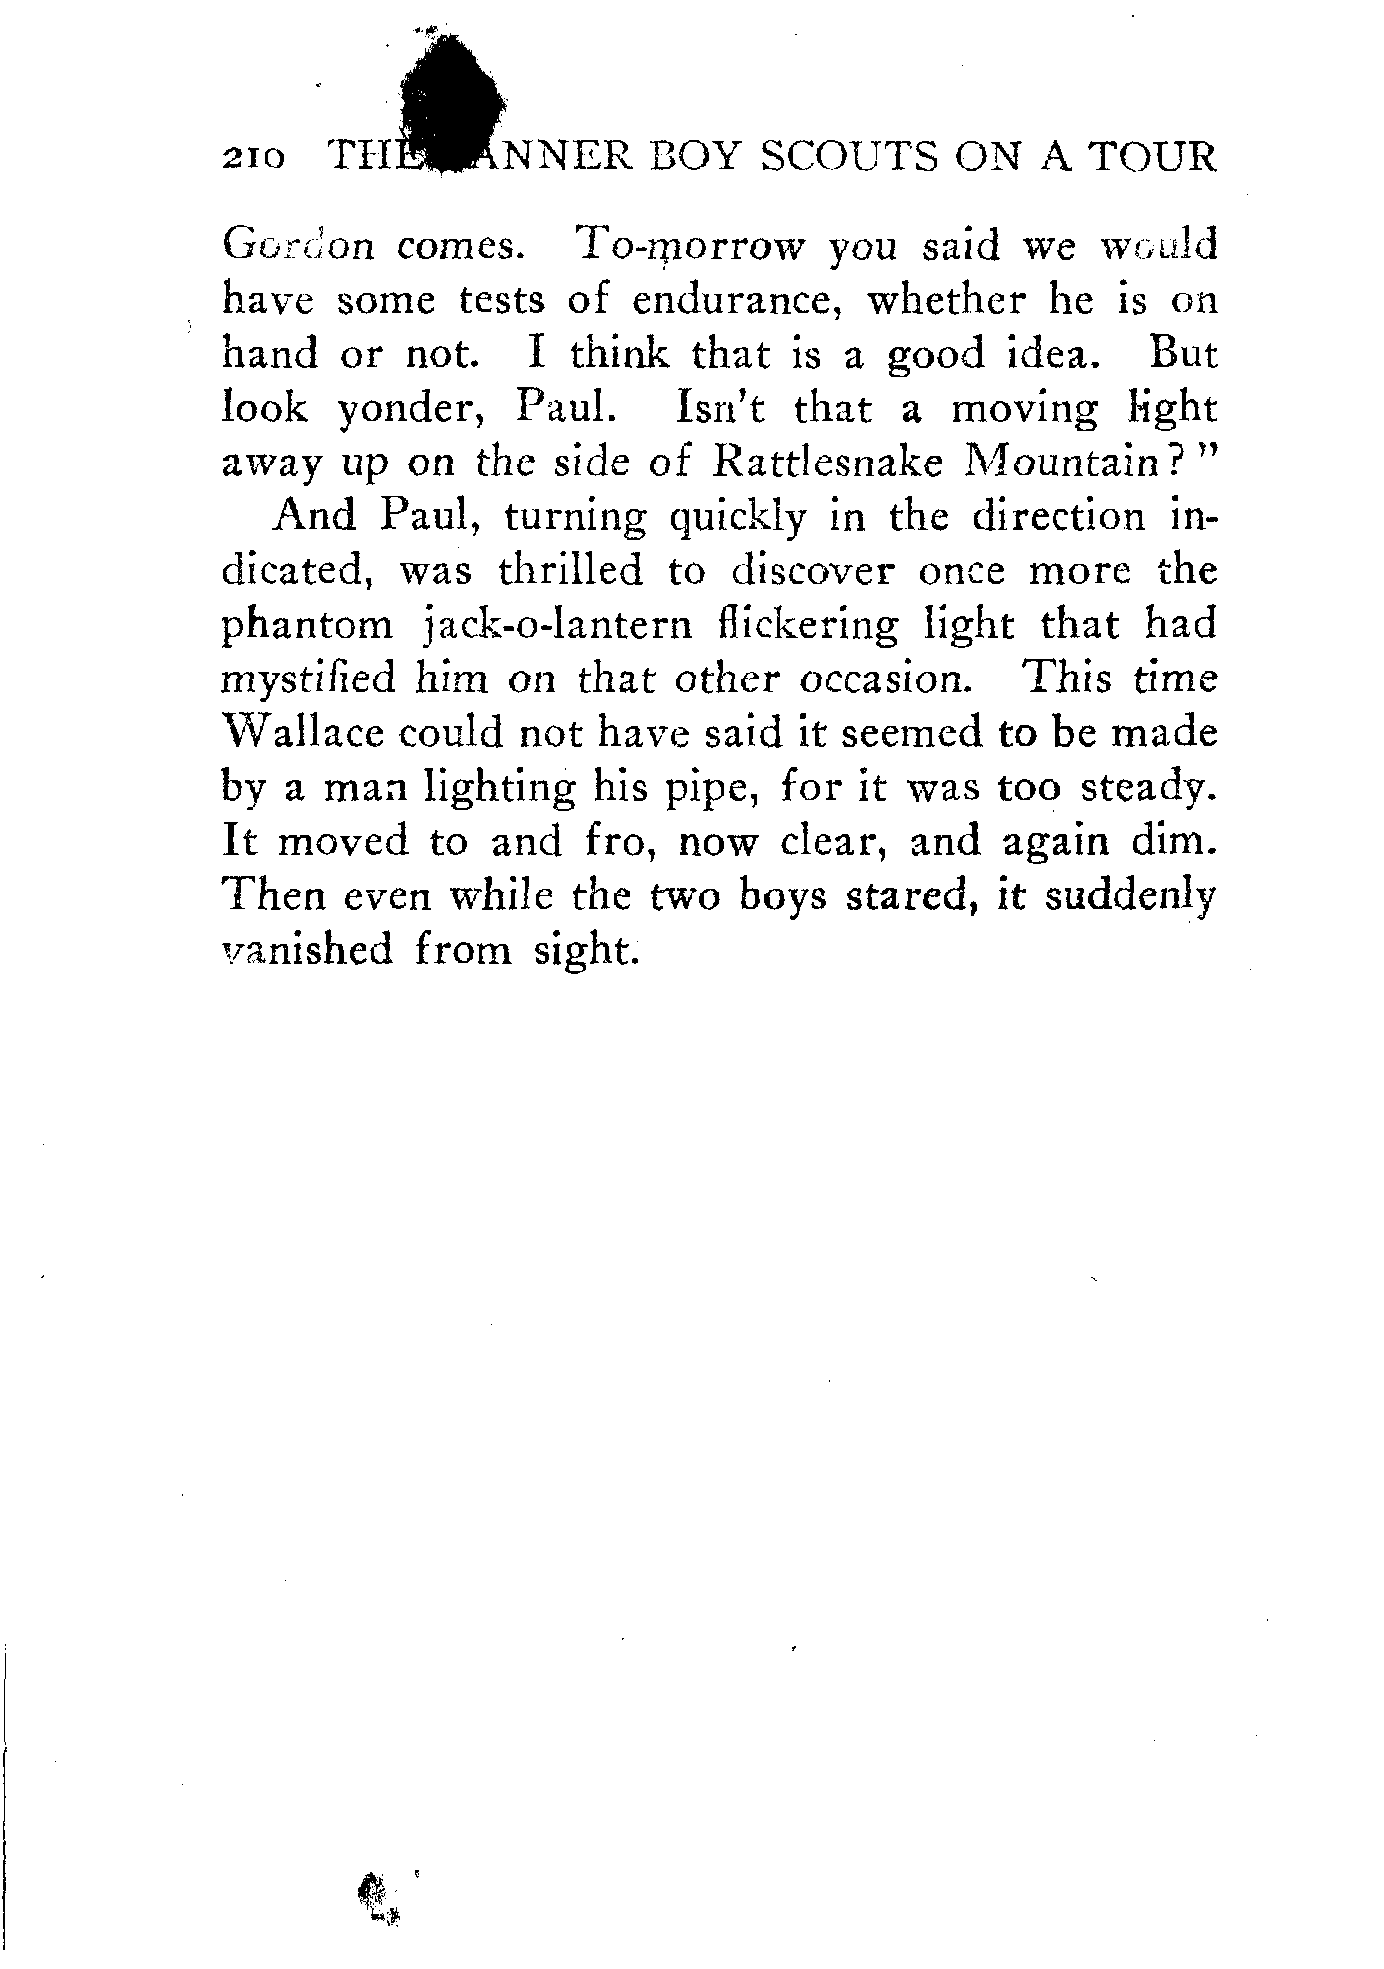 210 THE BANNER BOY SCOUTS ON A TOUR
Gordon comes. To-morrow you said we would
have some tests of endurance, whether he is on
hand or not. I think that is a good idea. But
look yonder, Paul. Isn't that a moving light
away up on the side of Rattlesnake Mountain?"
And Paul, turning quickly in the direction in-
dicated, was thrilled to discover once more the
phantom jack-o-lantern flickering light that had
mystified him on that other occasion. This time
Wallace could not have said it seemed to be made
by a man lighting his pipe, for it was too steady.
It moved to and fro, now clear, and again dim.
Then even while the two boys stared, it suddenly
vanished from sight.